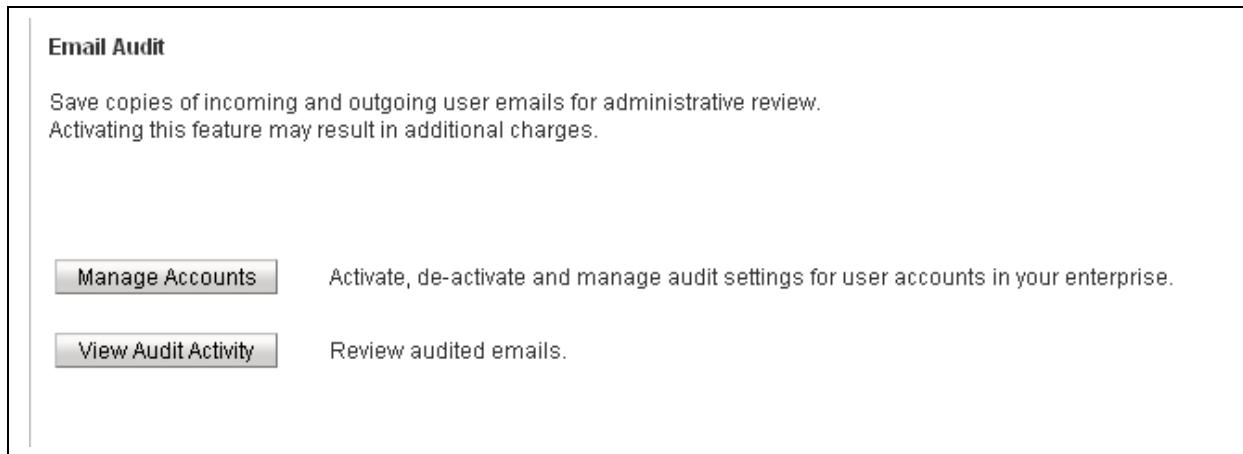 Email Audit
Save copies of incoming and outgoing user emails for administrative review.
Activating this feature may result in additional charges.
Manage Accounts Activate, de-activate and manage audit settings for user accounts in your enterprise.
View Audit Activity Review audited emails.